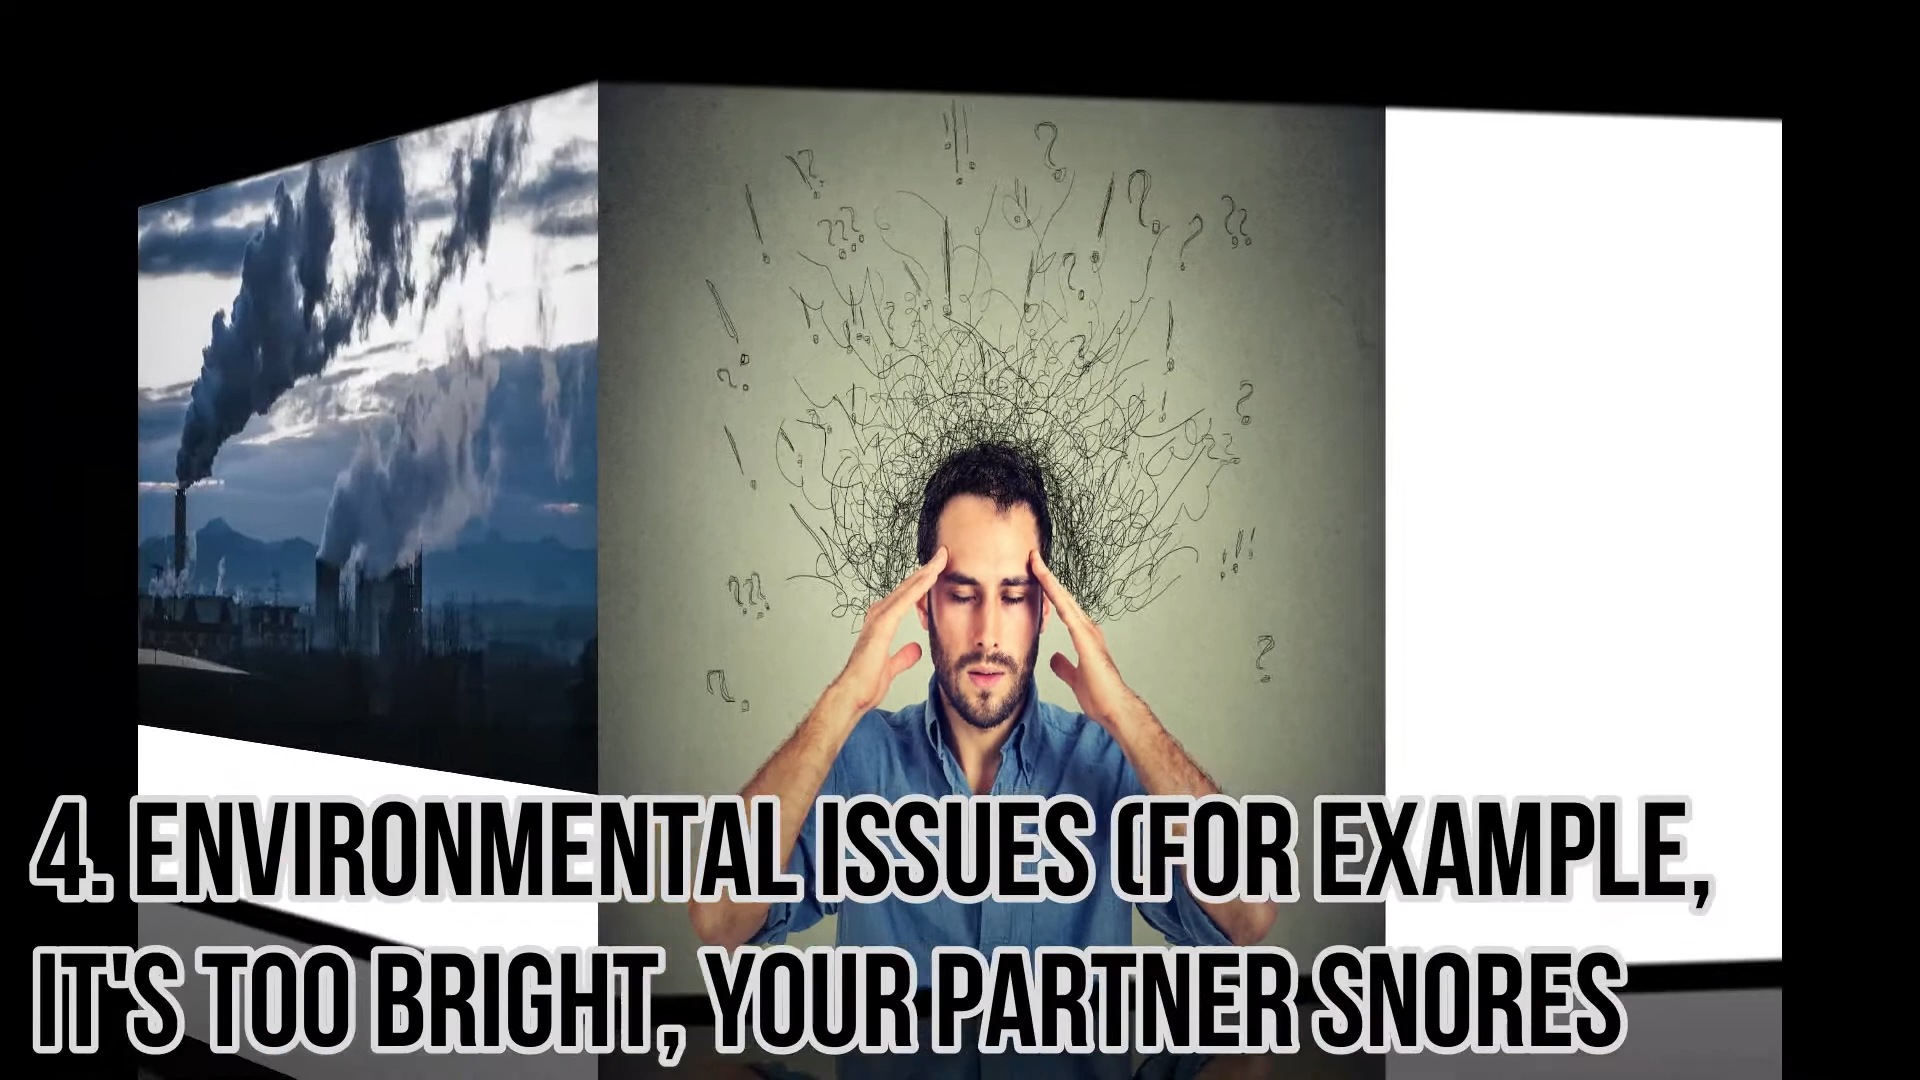 4. ENVIRONMENTAL ISSUES (FOR EXAMPLE,
IT'S TOO BRIGHT, YOUR PARTNER SNORES